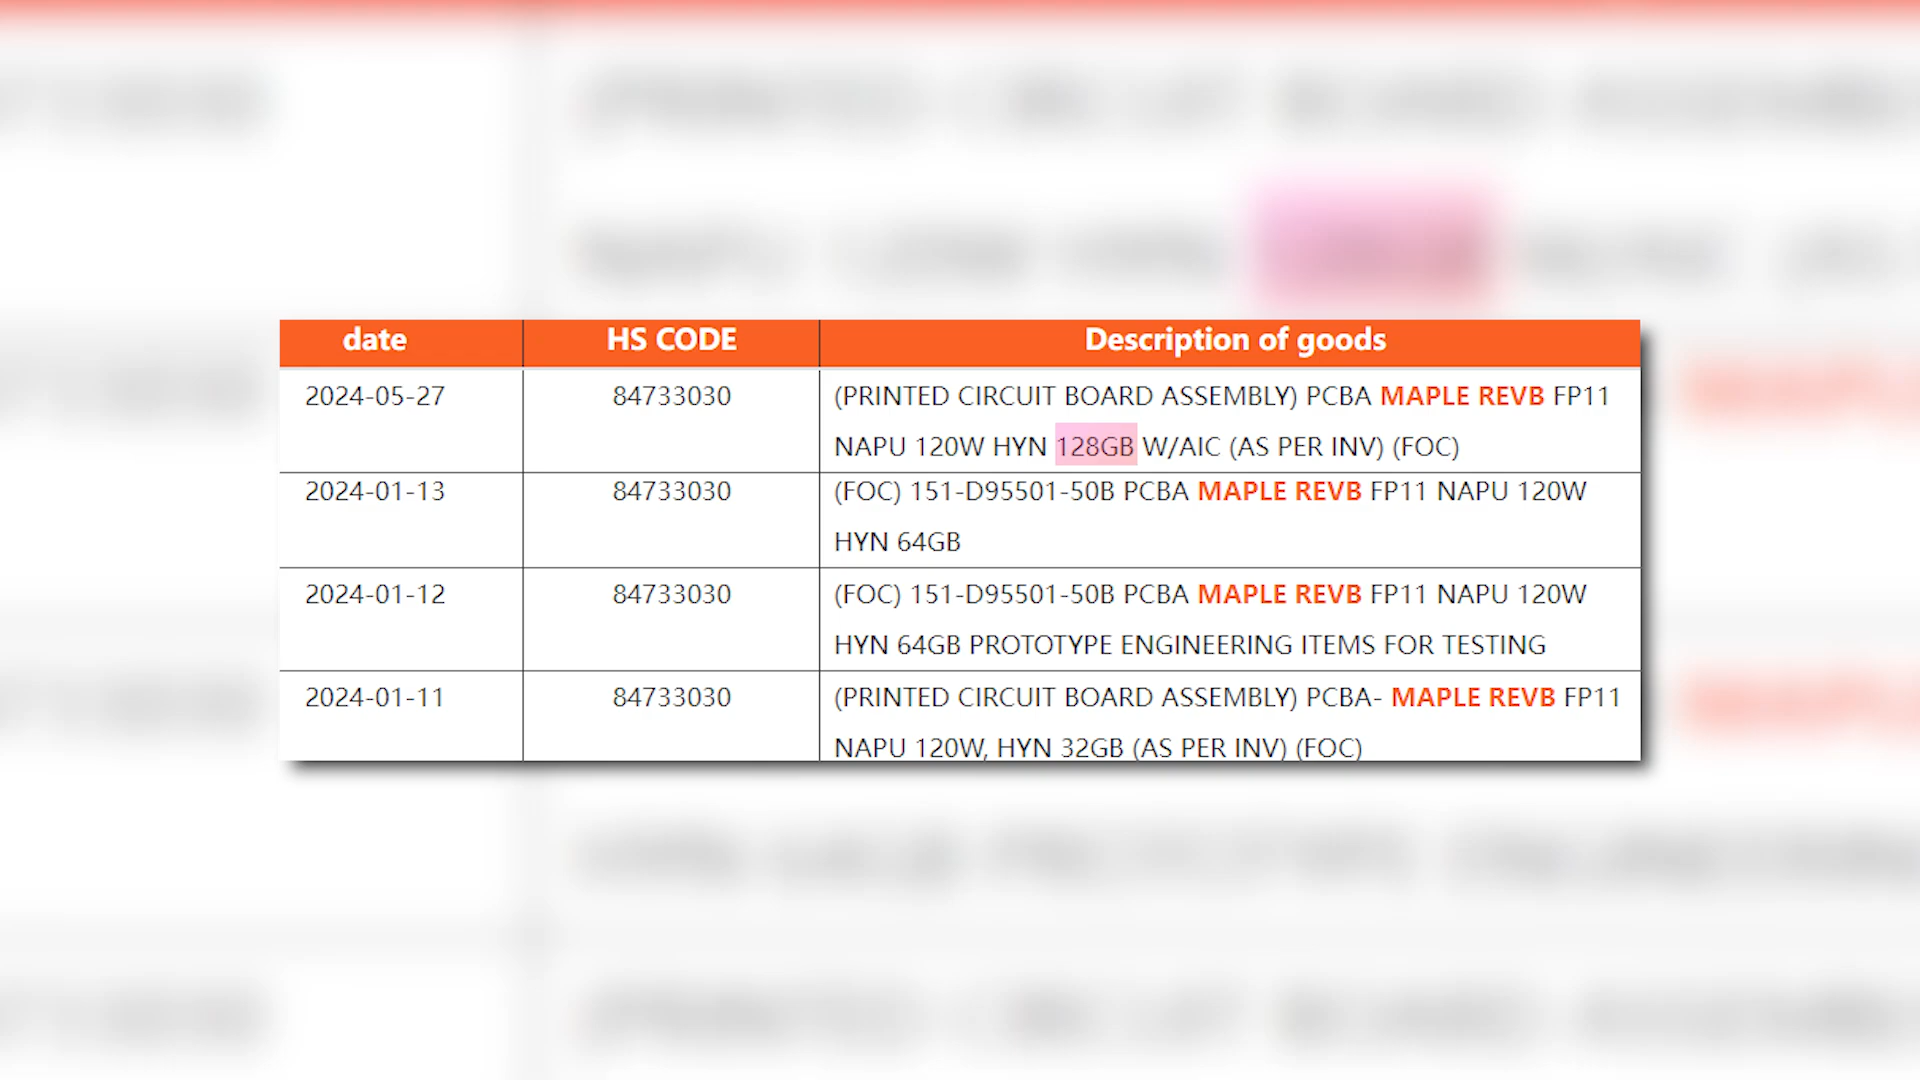 date HS CODE Description of goods
2024-05-27 84733030 (PRINTED CIRCUIT BOARD ASSEMBLY) PCBA MAPLE REVB FP11
NAPU 120W HYN 128GB W/AIC (AS PER INV) (FOC)
2024-01-13 84733030 (FOC) 151-D95501-50B PCBA MAPLE REVB FP11 NAPU 120W
HYN 64GB
2024-01-12 84733030 (FOC) 151-D95501-50B PCBA MAPLE REVB FP11 NAPU 120W
HYN 64GB PROTOTYPE ENGINEERING ITEMS FOR TESTING
2024-01-11 84733030 (PRINTED CIRCUIT BOARD ASSEMBLY) PCBA- MAPLE REVB FP11
NAPU 120W, HYN 32GB (AS PER INV) (FOC)